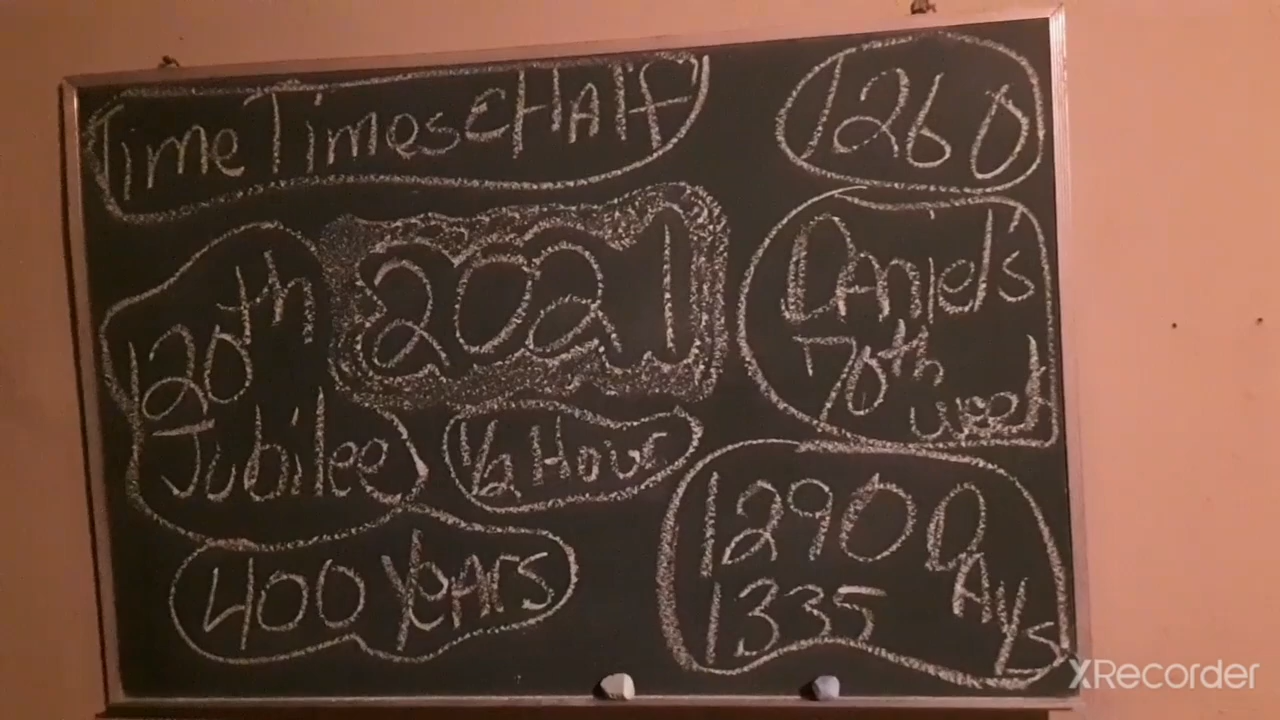 Time Times & HAlf
1260
2021
120th
Jubilee
Daniel's
70th
week
1/2 Hour
400 YeArs
1290 DAys
1335
XRecorder